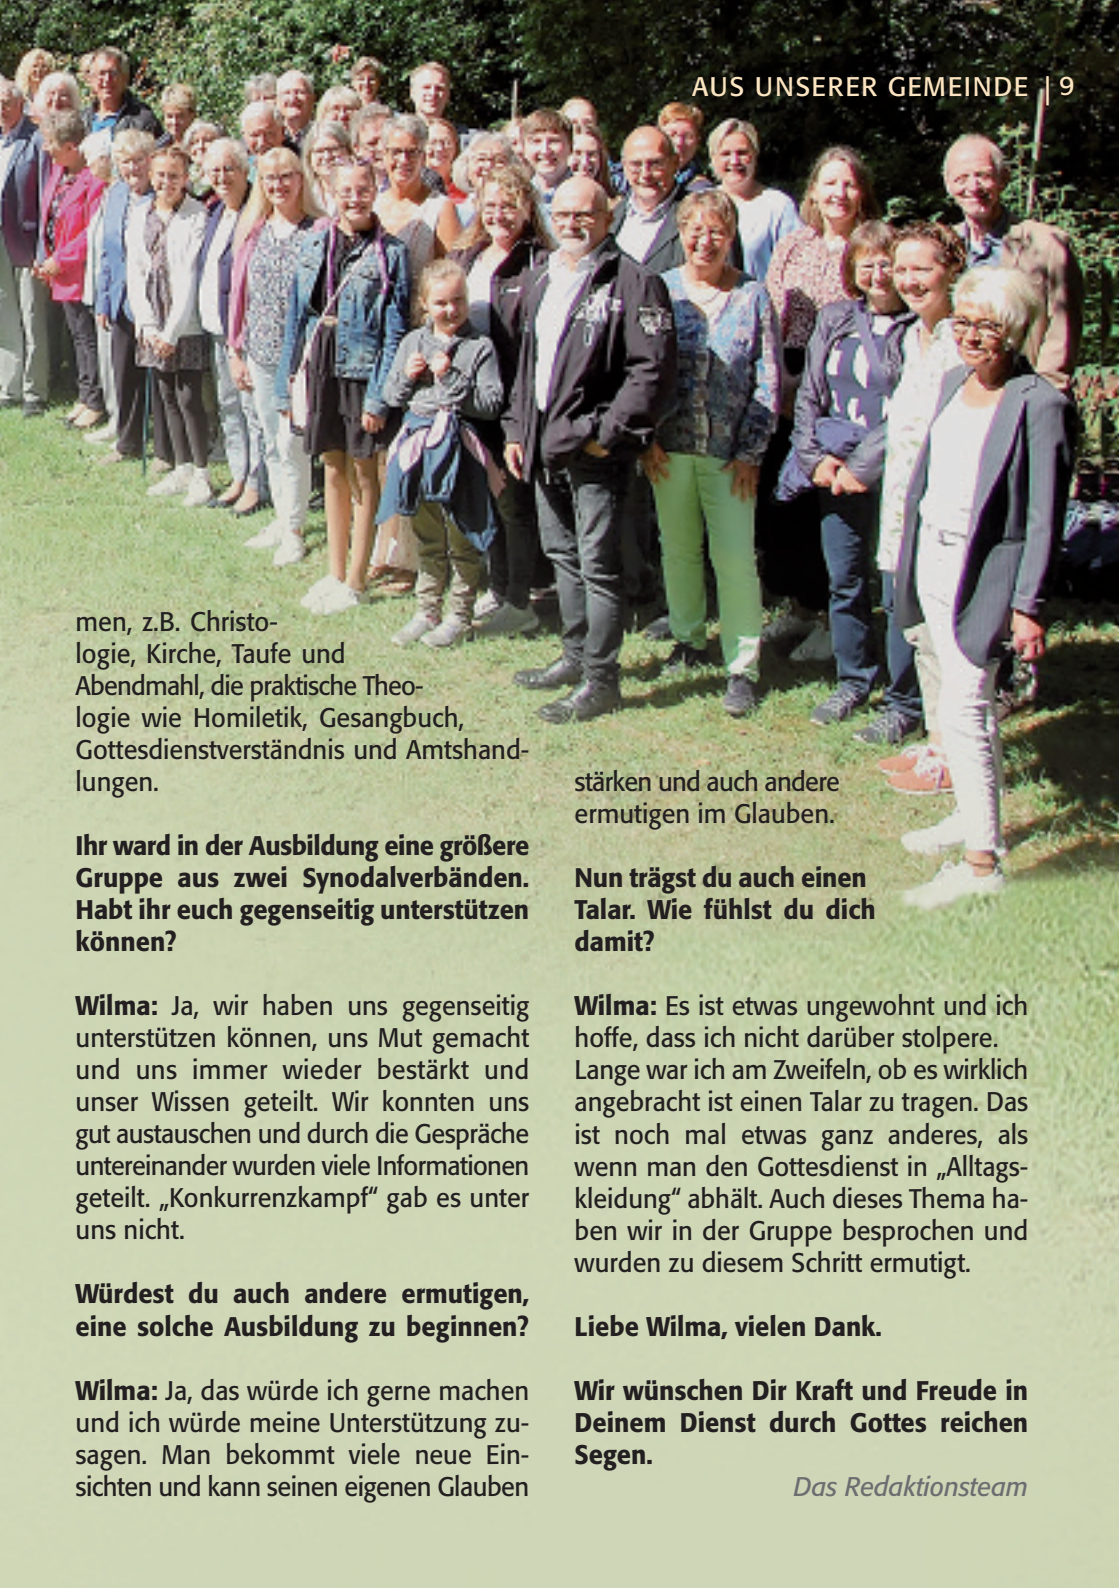 AUS UNSERER GEMEINDE | 9
men, z.B. Christo-
logie, Kirche, Taufe und
Abendmahl, die praktische Theo-
logie wie Homiletik, Gesangbuch,
Gottesdienstverständnis und Amtshand-
lungen.
Ihr ward in der Ausbildung eine größere
Gruppe aus zwei Synodalverbänden.
Habt ihr euch gegenseitig unterstützen
können?
Wilma: Ja, wir haben uns gegenseitig
unterstützen können, uns Mut gemacht
und uns immer wieder bestärkt und
unser Wissen geteilt. Wir konnten uns
gut austauschen und durch die Gespräche
untereinander wurden viele Informationen
geteilt. „Konkurrenzkampf“ gab es unter
uns nicht.
Würdest du auch andere ermutigen,
eine solche Ausbildung zu beginnen?
Wilma: Ja, das würde ich gerne machen
und ich würde meine Unterstützung zu-
sagen. Man bekommt viele neue Ein-
sichten und kann seinen eigenen Glauben
stärken und auch andere
ermutigen im Glauben.
Nun trägst du auch einen
Talar. Wie fühlst du dich
damit?
Wilma: Es ist etwas ungewohnt und ich
hoffe, dass ich nicht darüber stolpere.
Lange war ich am Zweifeln, ob es wirklich
angebracht ist einen Talar zu tragen. Das
ist noch mal etwas ganz anderes, als
wenn man den Gottesdienst in „Alltags-
kleidung“ abhält. Auch dieses Thema ha-
ben wir in der Gruppe besprochen und
wurden zu diesem Schritt ermutigt.
Liebe Wilma, vielen Dank.
Wir wünschen Dir Kraft und Freude in
Deinem Dienst durch Gottes reichen
Segen.
Das Redaktionsteam